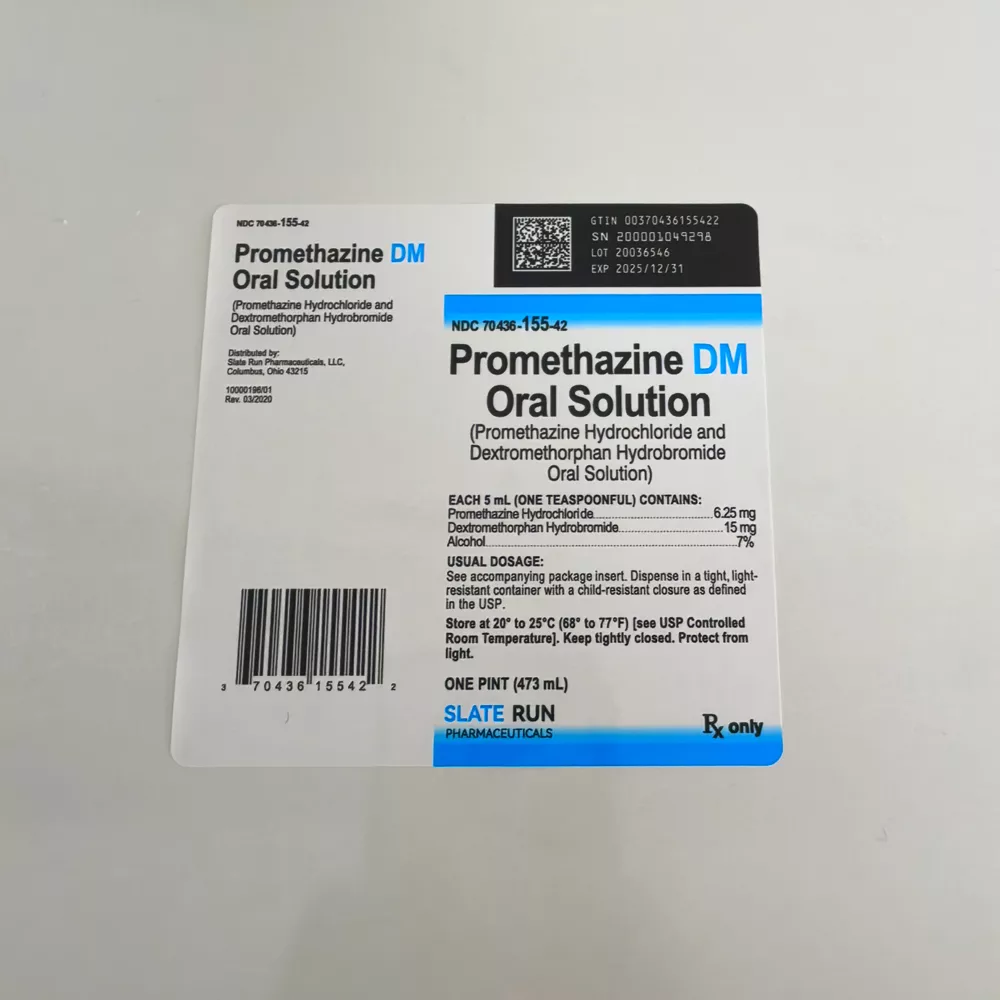 NDC 70436-155-42
Promethazine DM
Oral Solution
(Promethazine Hydrochloride and
Dextromethorphan Hydrobromide
Oral Solution)
Distributed by:
Slate Run Pharmaceuticals, LLC,
Columbus, Ohio 43215
10000196/01
Rev. 03/2020
3 70436 15542 2
GTIN 00370436155422
SN 200001049298
LOT 20036546
EXP 2025/12/31
NDC 70436-155-42
Promethazine DM
Oral Solution
(Promethazine Hydrochloride and
Dextromethorphan Hydrobromide
Oral Solution)
EACH 5 mL (ONE TEASPOONFUL) CONTAINS:
Promethazine Hydrochloride 6.25 mg
Dextromethorphan Hydrobromide 15 mg
Alcohol 7%
USUAL DOSAGE:
See accompanying package insert. Dispense in a tight, light-
resistant container with a child-resistant closure as defined
in the USP.
Store at 20° to 25°C (68° to 77°F) [see USP Controlled
Room Temperature]. Keep tightly closed. Protect from
light.
ONE PINT (473 mL)
SLATE RUN
PHARMACEUTICALS
Rx only